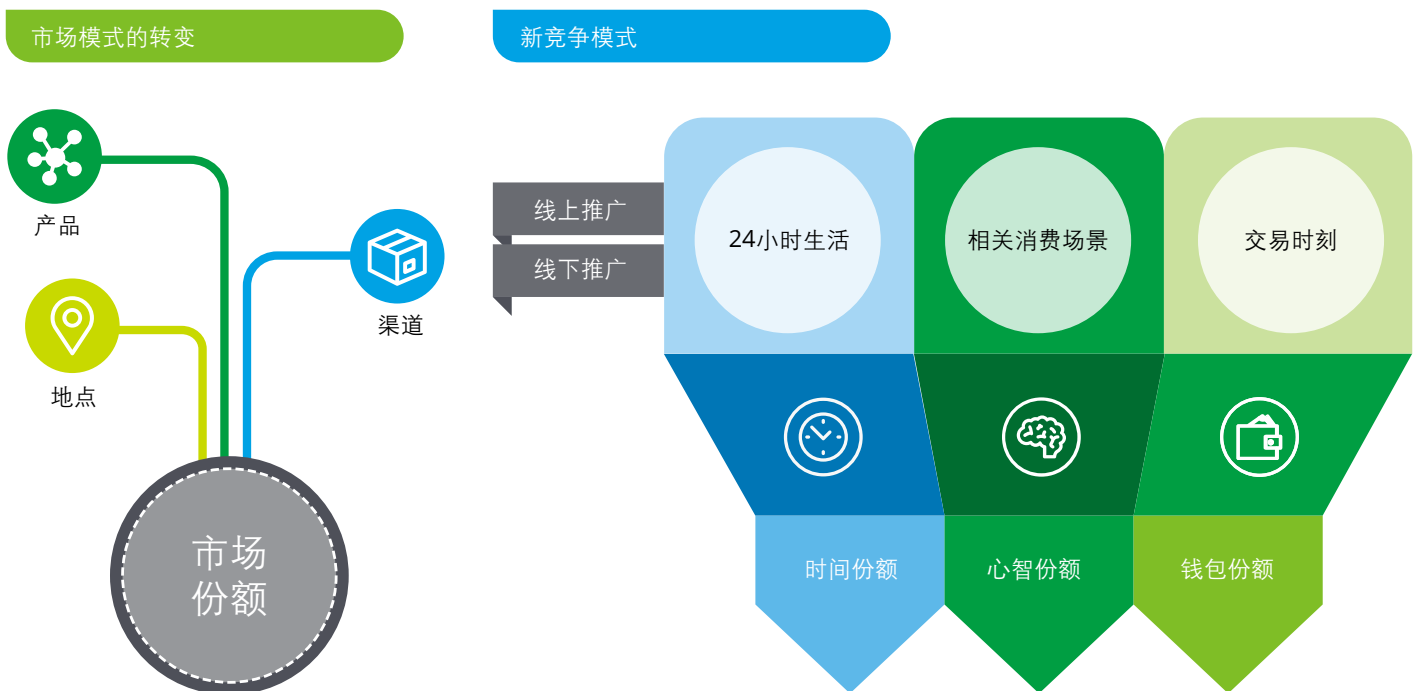 市场模式的转变
新竞争模式
产品
地点
渠道
市场
份额
线上推广
线下推广
24小时生活
相关消费场景
交易时刻
时间份额
心智份额
钱包份额